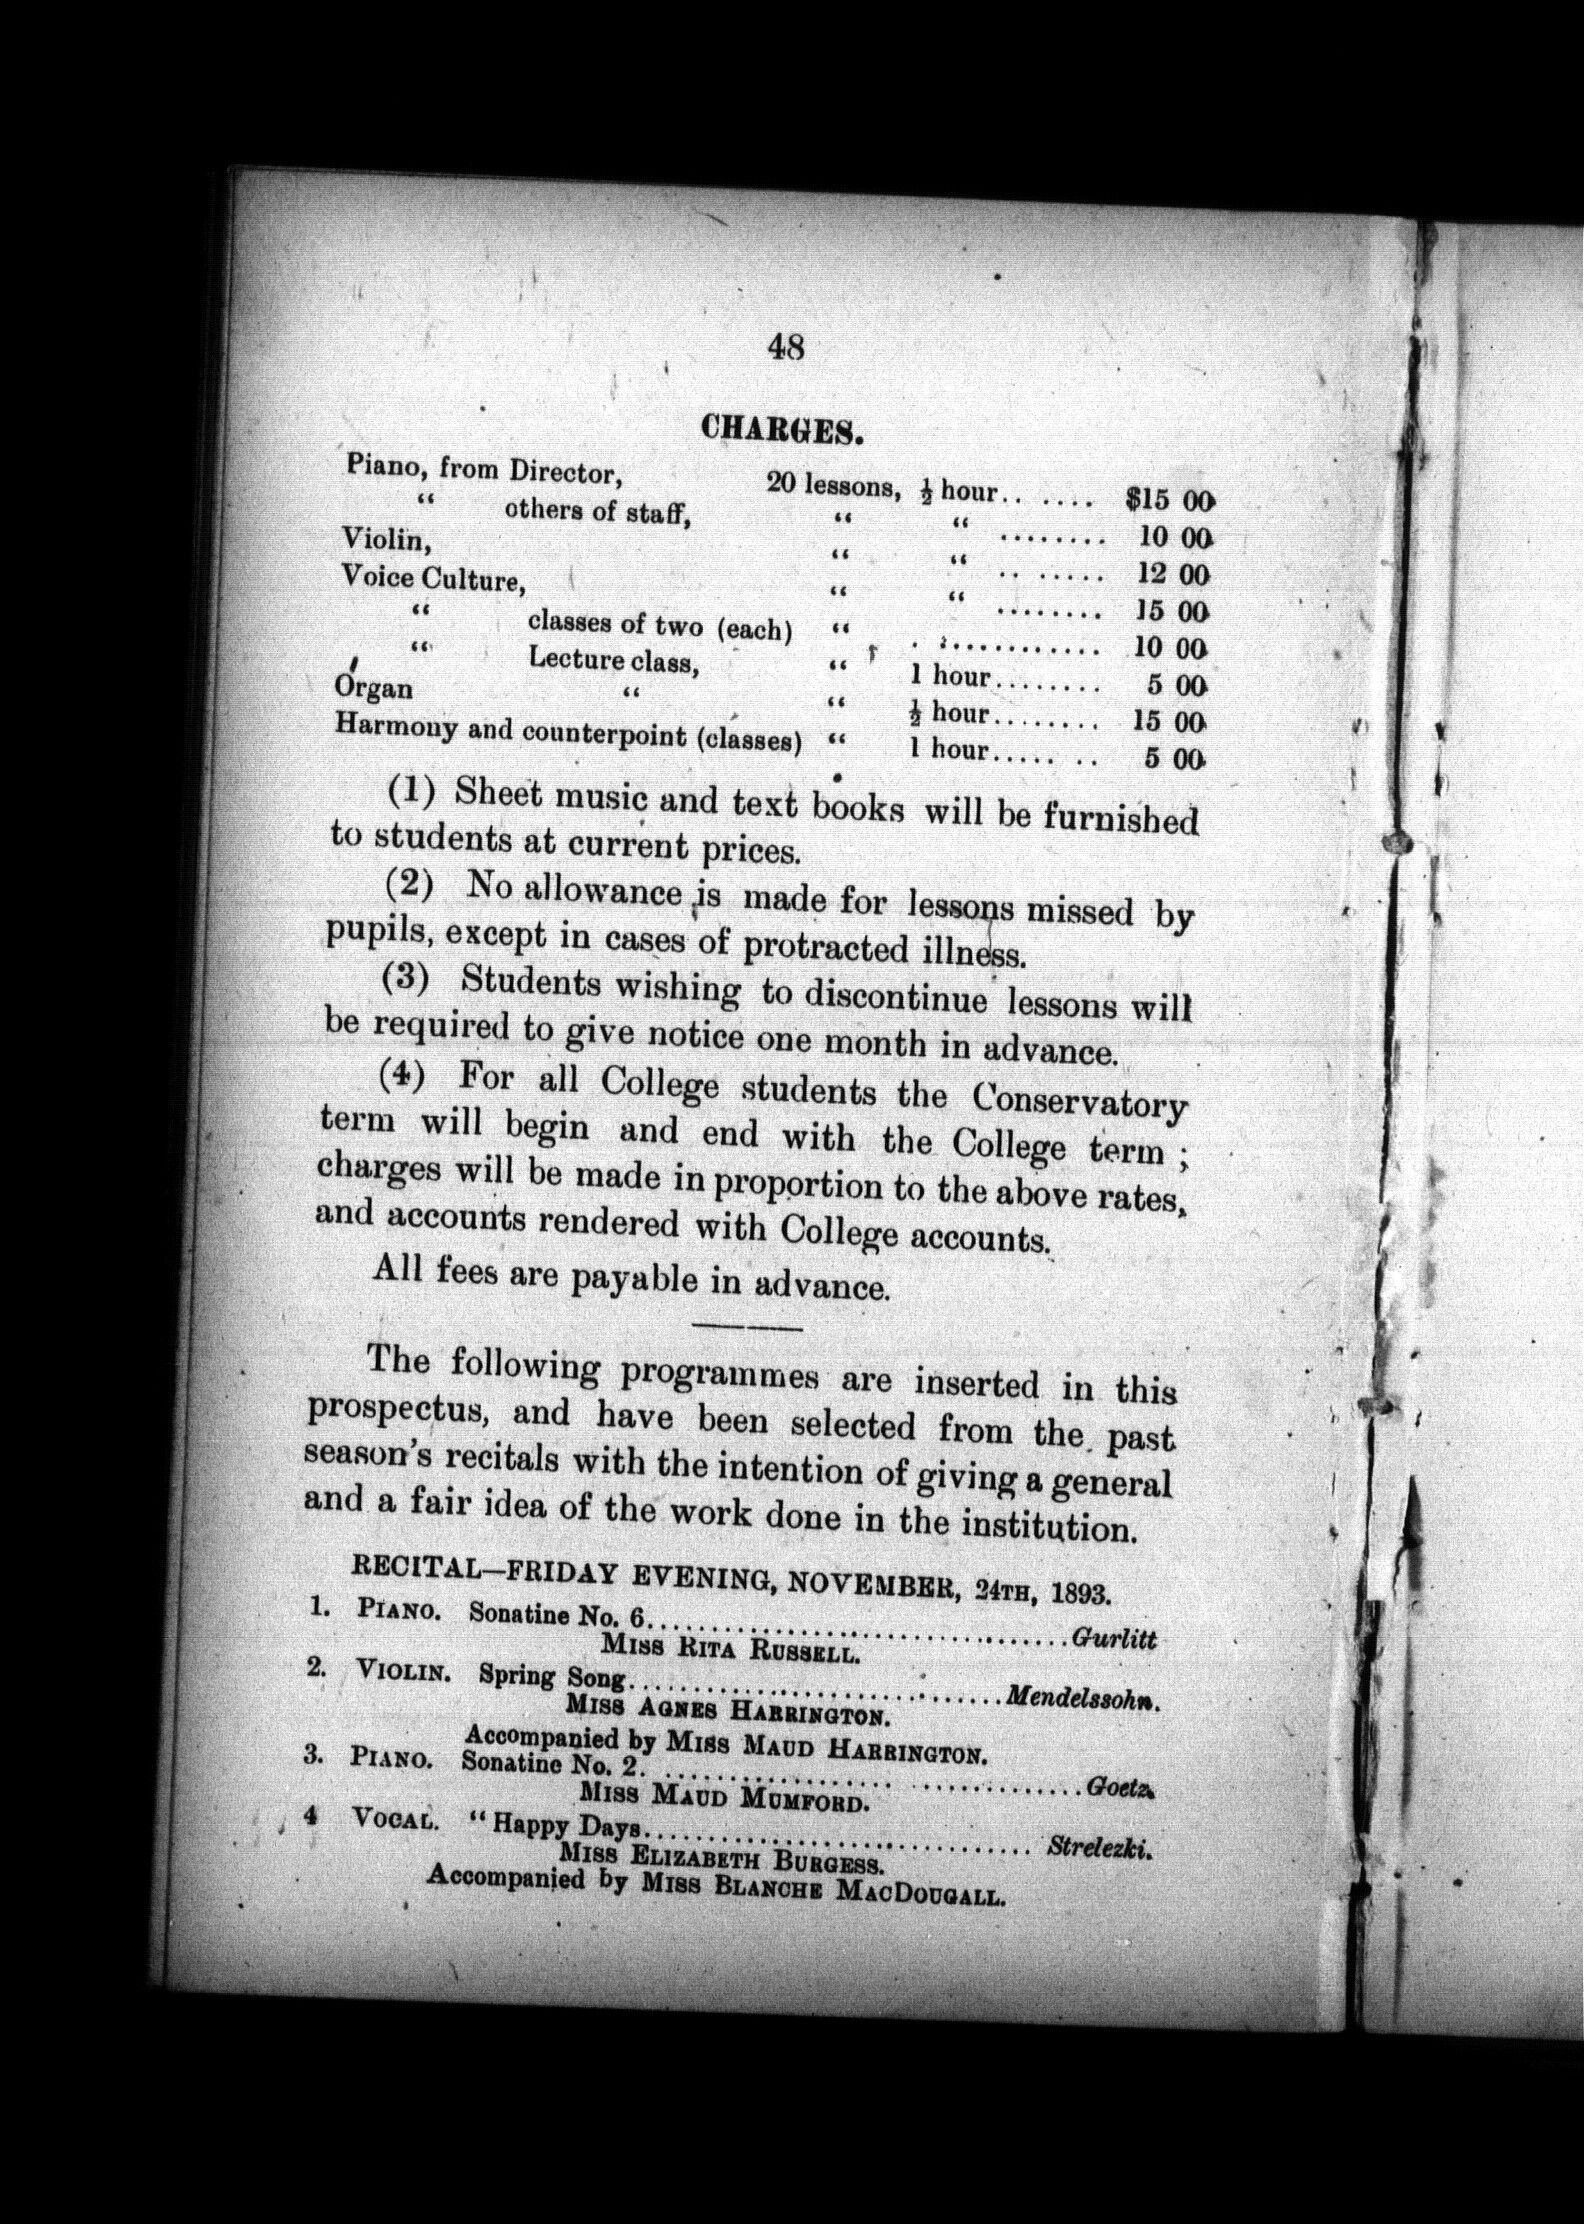 48
CHARGES.
Piano, from Director, 20 lessons, ½ hour.. .... $15 00
“ others of staff, “ “ ........ 10 00
Violin, “ “ .. ..... 12 00
Voice Culture, “ “ ........ 15 00
“ classes of two (each) “ . ............. 10 00
“ Lecture class, “ 1 hour........ 5 00
Organ “ “ ½ hour........ 15 00
Harmony and counterpoint (classes) “ 1 hour..... .. 5 00
(1) Sheet music and text books will be furnished
to students at current prices.
(2) No allowance is made for lessons missed by
pupils, except in cases of protracted illness.
(3) Students wishing to discontinue lessons will
be required to give notice one month in advance.
(4) For all College students the Conservatory
term will begin and end with the College term ;
charges will be made in proportion to the above rates,
and accounts rendered with College accounts.
All fees are payable in advance.
The following programmes are inserted in this
prospectus, and have been selected from the past
season's recitals with the intention of giving a general
and a fair idea of the work done in the institution.
RECITAL—FRIDAY EVENING, NOVEMBER, 24TH, 1893.
1. PIANO. Sonatine No. 6.................................Gurlitt
MISS RITA RUSSELL.
2. VIOLIN. Spring Song.............................Mendelssohn.
MISS AGNES HARRINGTON.
Accompanied by MISS MAUD HARRINGTON.
3. PIANO. Sonatine No. 2. ................. .............Goetz.
MISS MAUD MUMFORD.
4 VOCAL. “ Happy Days.............................. Strelezki.
MISS ELIZABETH BURGESS.
Accompanied by MISS BLANCHE MACDOUGALL.